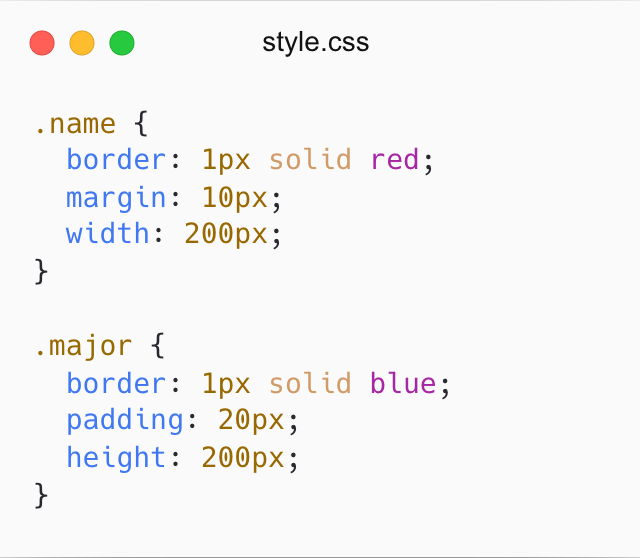 style.css
.name {
  border: 1px solid red;
  margin: 10px;
  width: 200px;
}
.major {
  border: 1px solid blue;
  padding: 20px;
  height: 200px;
}